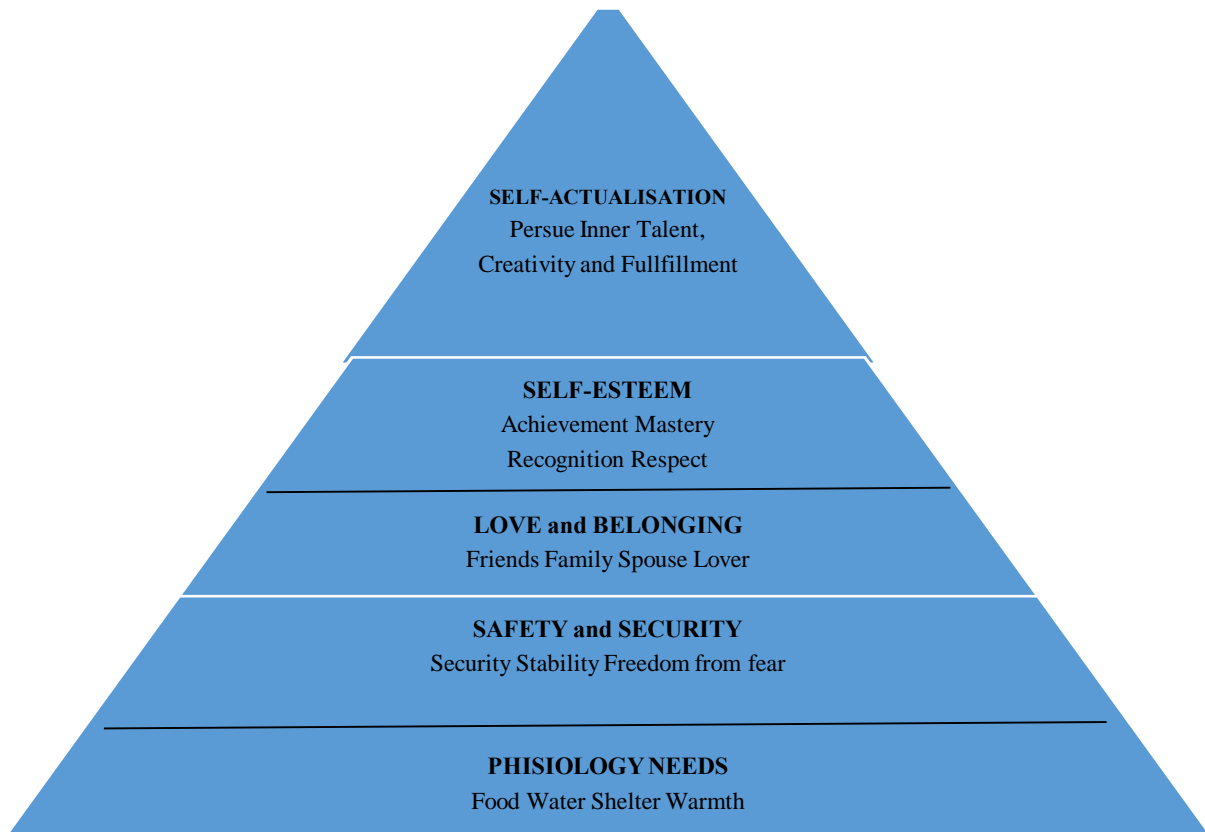 SELF-ACTUALISATION
Persue Inner Talent,
Creativity and Fullfillment
SELF-ESTEEM
Achievement Mastery
Recognition Respect
LOVE and BELONGING
Friends Family Spouse Lover
SAFETY and SECURITY
Security Stability Freedom from fear
PHISIOLOGY NEEDS
Food Water Shelter Warmth